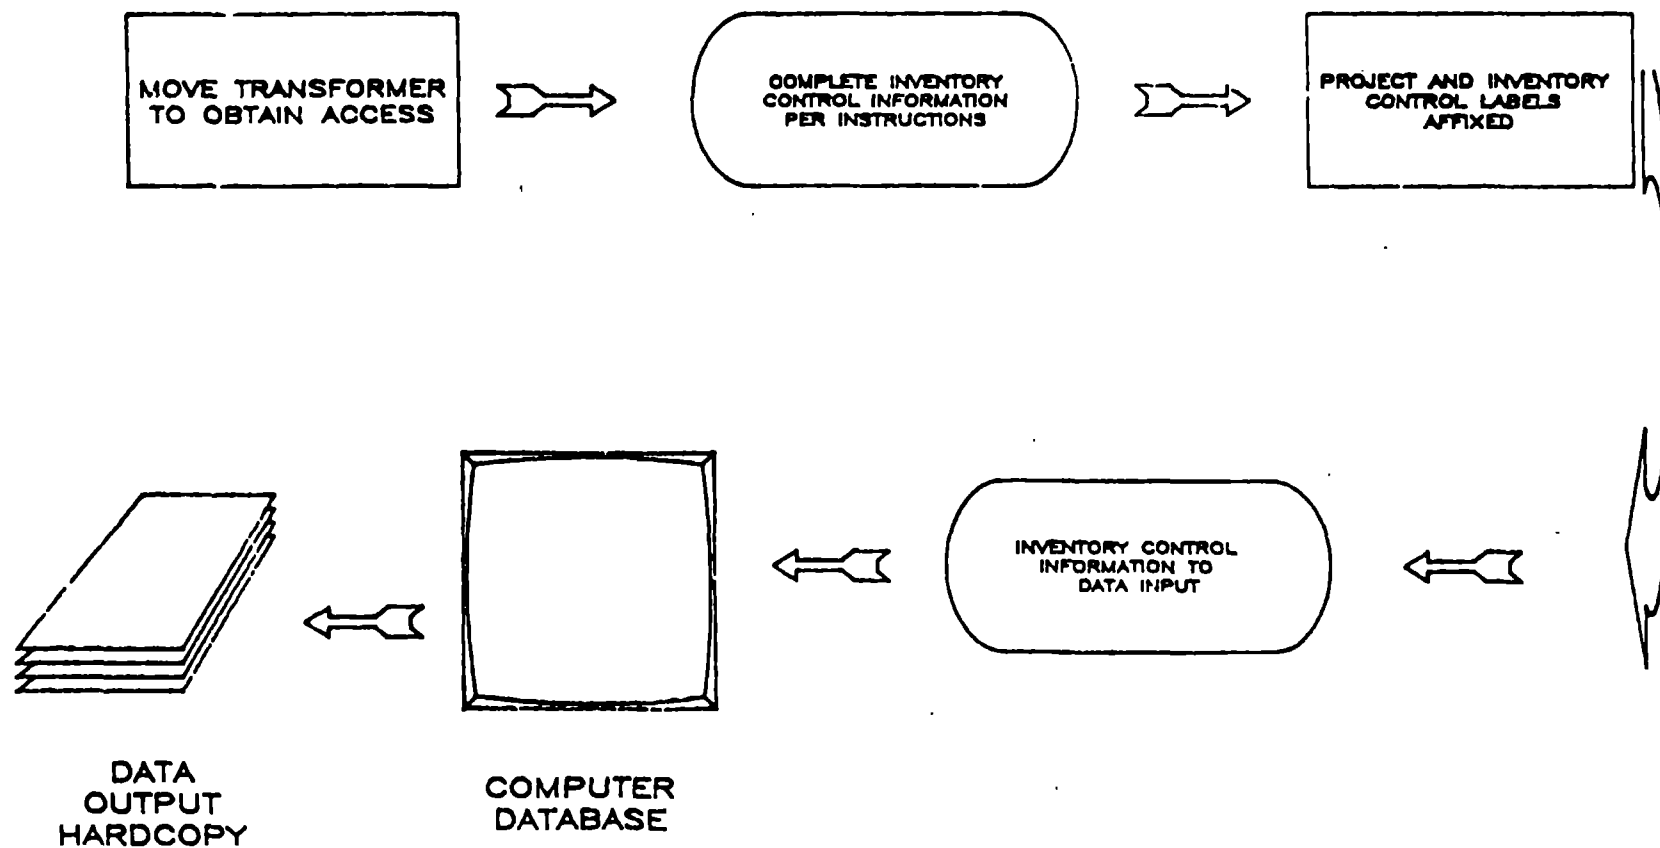 MOVE TRANSFORMER
TO OBTAIN ACCESS
COMPLETE INVENTORY
CONTROL INFORMATION
PER INSTRUCTIONS
PROJECT AND INVENTORY
CONTROL LABELS
AFFIXED
INVENTORY CONTROL
INFORMATION TO
DATA INPUT
COMPUTER
DATABASE
DATA
OUTPUT
HARDCOPY